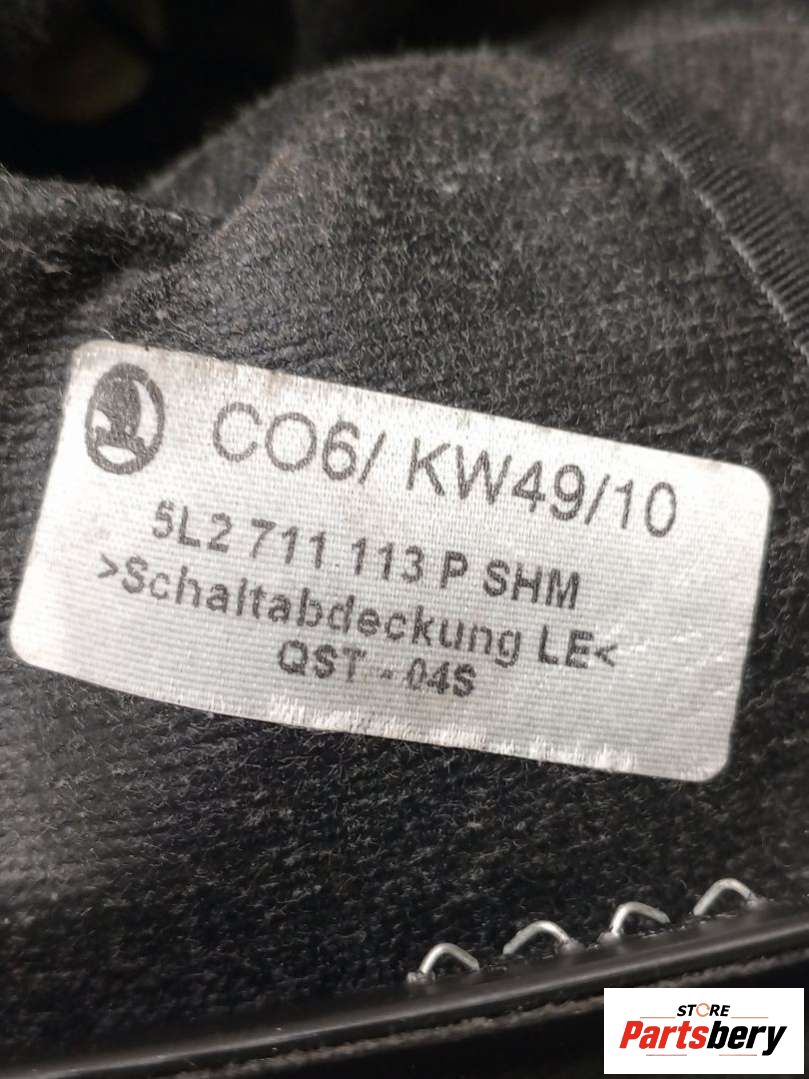 CO6/ KW49/10
5L2 711 113 P SHM
>Schaltabdeckung LE<
QST - 04S
STORE
Partsbery